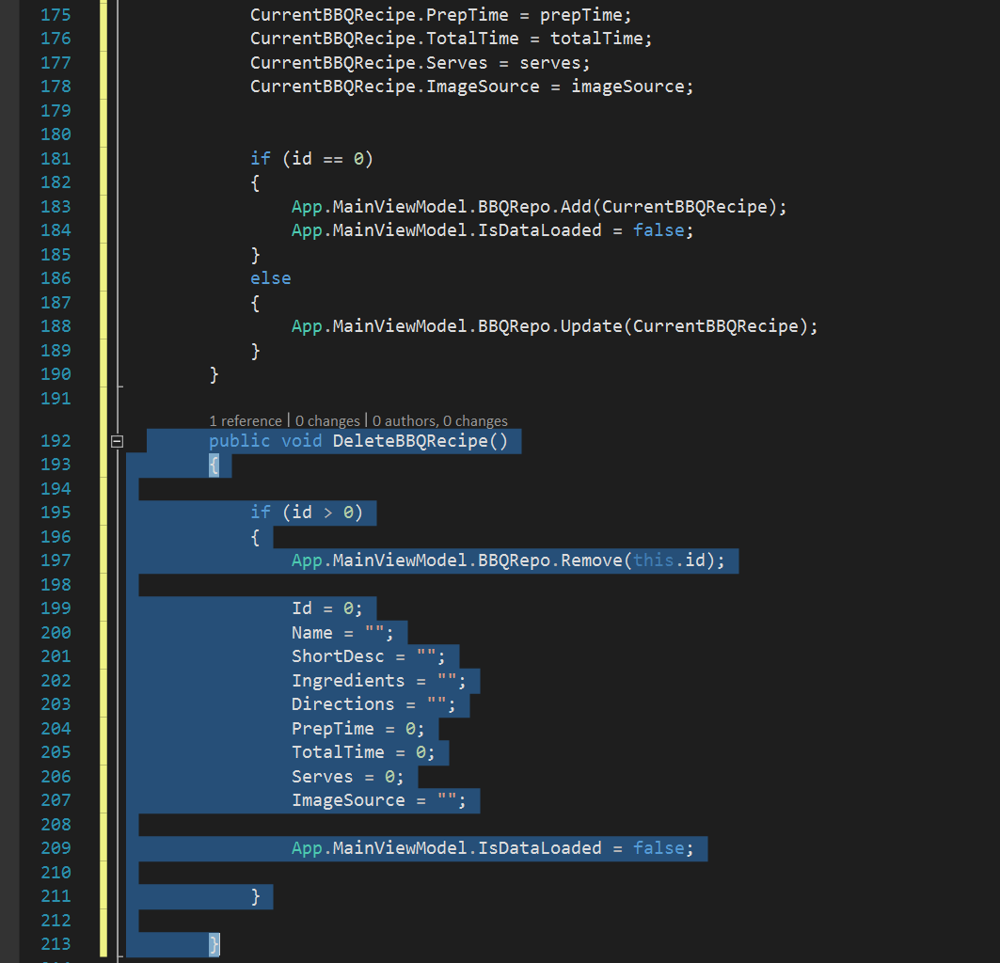 175 CurrentBBQRecipe.PrepTime = prepTime;
176 CurrentBBQRecipe.TotalTime = totalTime;
177 CurrentBBQRecipe.Serves = serves;
178 CurrentBBQRecipe.ImageSource = imageSource;
179
180
181 if (id == 0)
182 {
183 App.MainViewModel.BBQRepo.Add(CurrentBBQRecipe);
184 App.MainViewModel.IsDataLoaded = false;
185 }
186 else
187 {
188 App.MainViewModel.BBQRepo.Update(CurrentBBQRecipe);
189 }
190 }
191
1 reference | 0 changes | 0 authors, 0 changes
192 public void DeleteBBQRecipe()
193 {
194
195 if (id > 0)
196 {
197 App.MainViewModel.BBQRepo.Remove(this.id);
198
199 Id = 0;
200 Name = "";
201 ShortDesc = "";
202 Ingredients = "";
203 Directions = "";
204 PrepTime = 0;
205 TotalTime = 0;
206 Serves = 0;
207 ImageSource = "";
208
209 App.MainViewModel.IsDataLoaded = false;
210
211 }
212
213 }